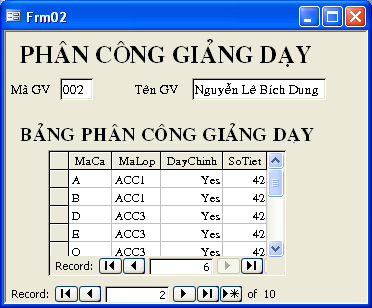 Frm02
PHÂN CÔNG GIẢNG DẠY
Mã GV 002 Tên GV Nguyễn Lê Bích Dung
BẢNG PHÂN CÔNG GIẢNG DẠY
MaCa MaLop DayChinh SoTiet
A ACC1 Yes 42
B ACC1 Yes 42
D ACC3 Yes 42
E ACC3 Yes 42
O ACC3 Yes 42
Record: 6
Record: 2 of 10